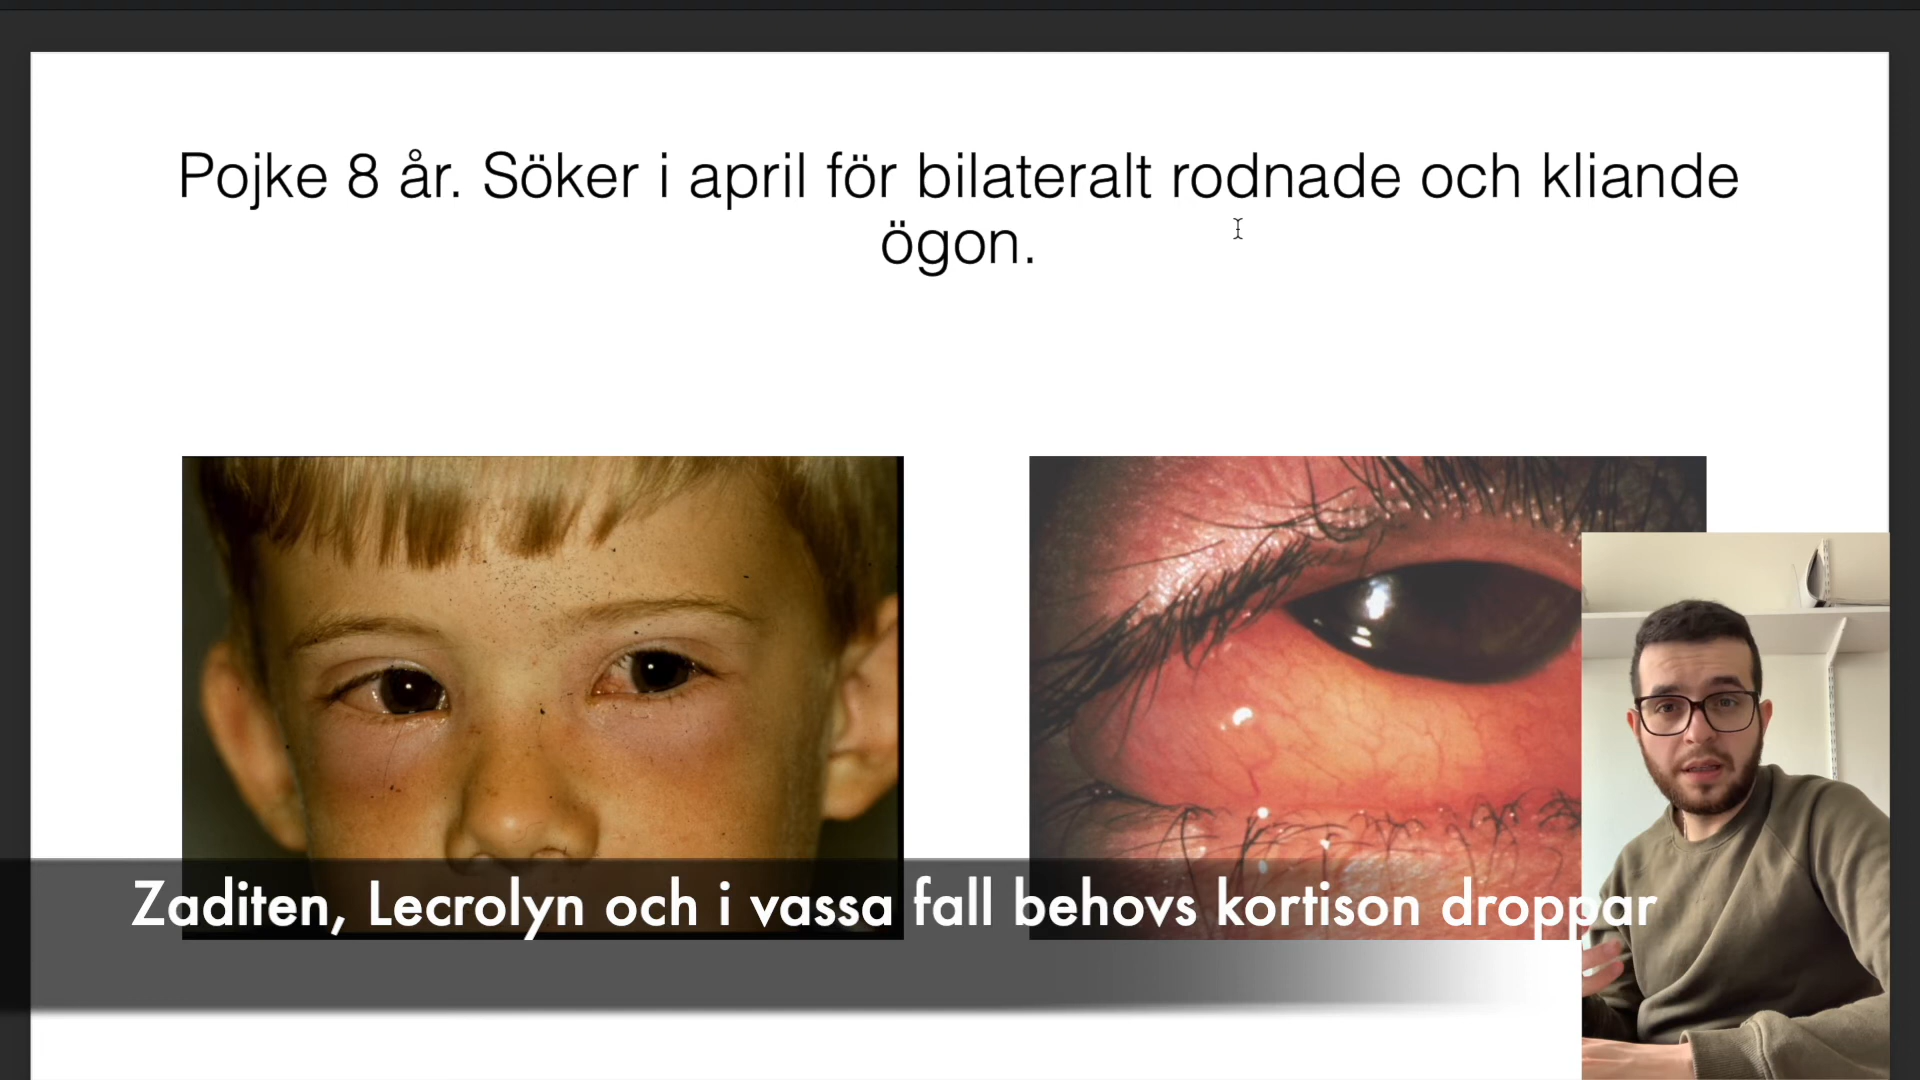 Pojke 8 år. Söker i april för bilateralt rodnade och kliande
ögon.
Zaditen, Lecrolyn och i vassa fall behovs kortison droppar